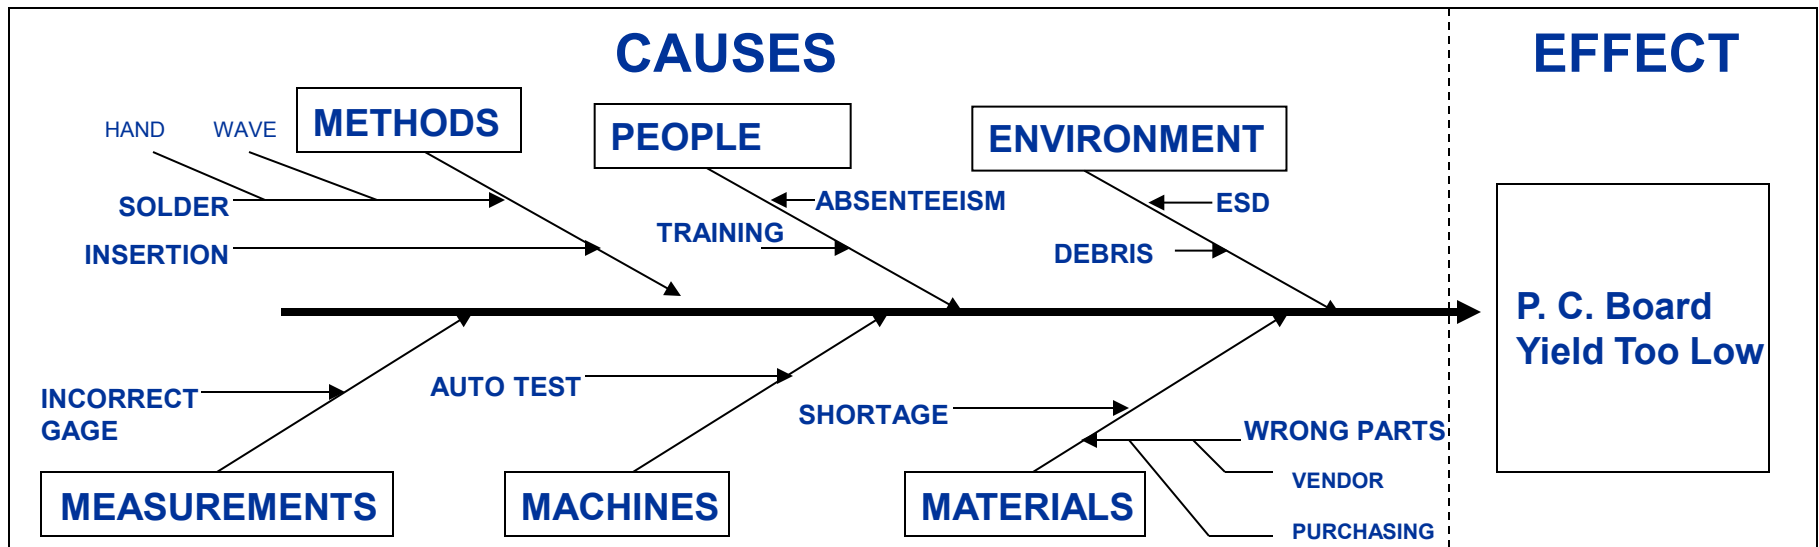 CAUSES
EFFECT
METHODS
PEOPLE
ENVIRONMENT
HAND
WAVE
SOLDER
INSERTION
ABSENTEEISM
TRAINING
ESD
DEBRIS
P. C. Board
Yield Too Low
INCORRECT
GAGE
AUTO TEST
SHORTAGE
WRONG PARTS
VENDOR
PURCHASING
MEASUREMENTS
MACHINES
MATERIALS